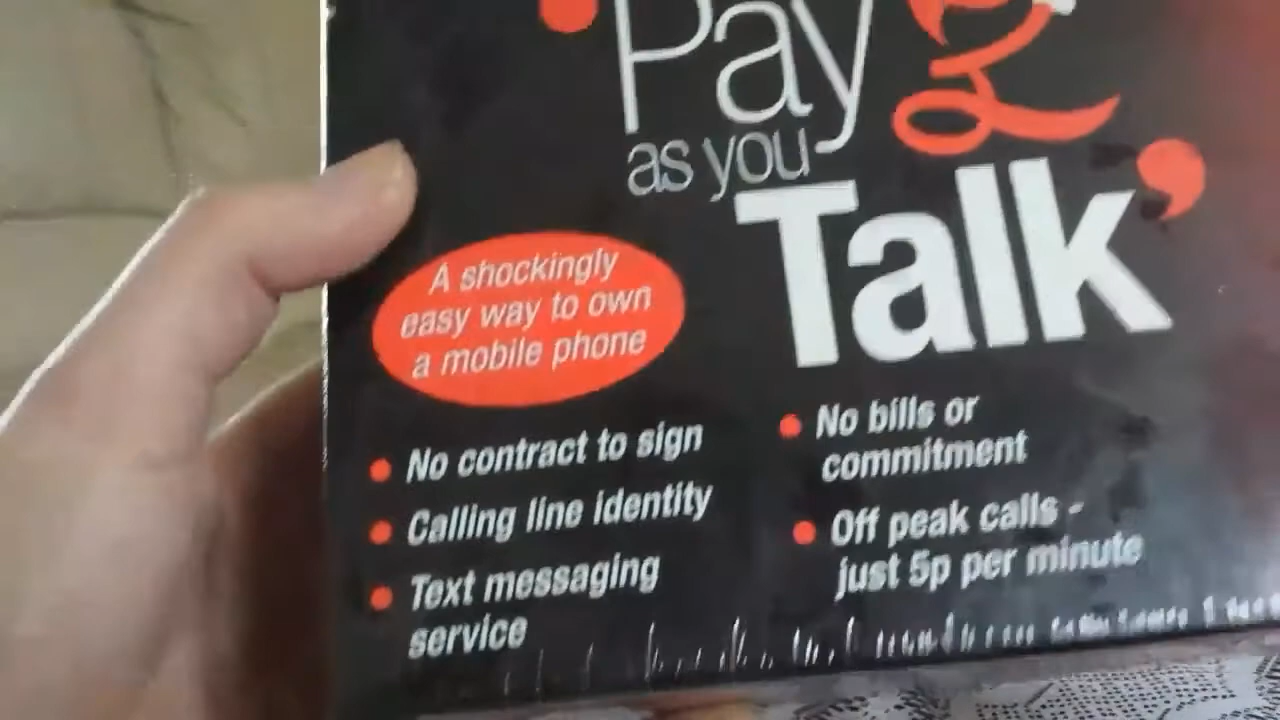 'Pay
as you
Talk'
A shockingly
easy way to own
a mobile phone
• No contract to sign
• Calling line identity
• Text messaging
service
• No bills or
commitment
• Off peak calls -
just 5p per minute